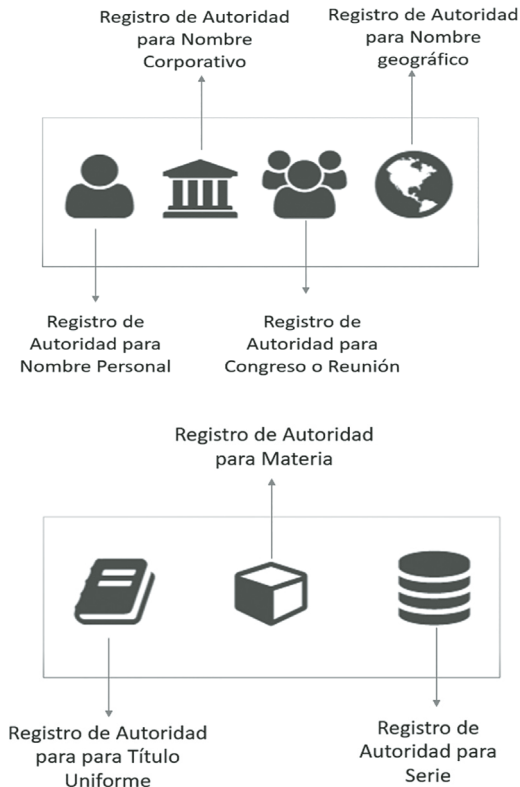 Registro de Autoridad
para Nombre
Corporativo
Registro de Autoridad
para Nombre
geográfico
Registro de
Autoridad para
Nombre Personal
Registro de
Autoridad para
Congreso o Reunión
Registro de Autoridad
para Materia
Registro de Autoridad
para para Título
Uniforme
Registro de
Autoridad para
Serie